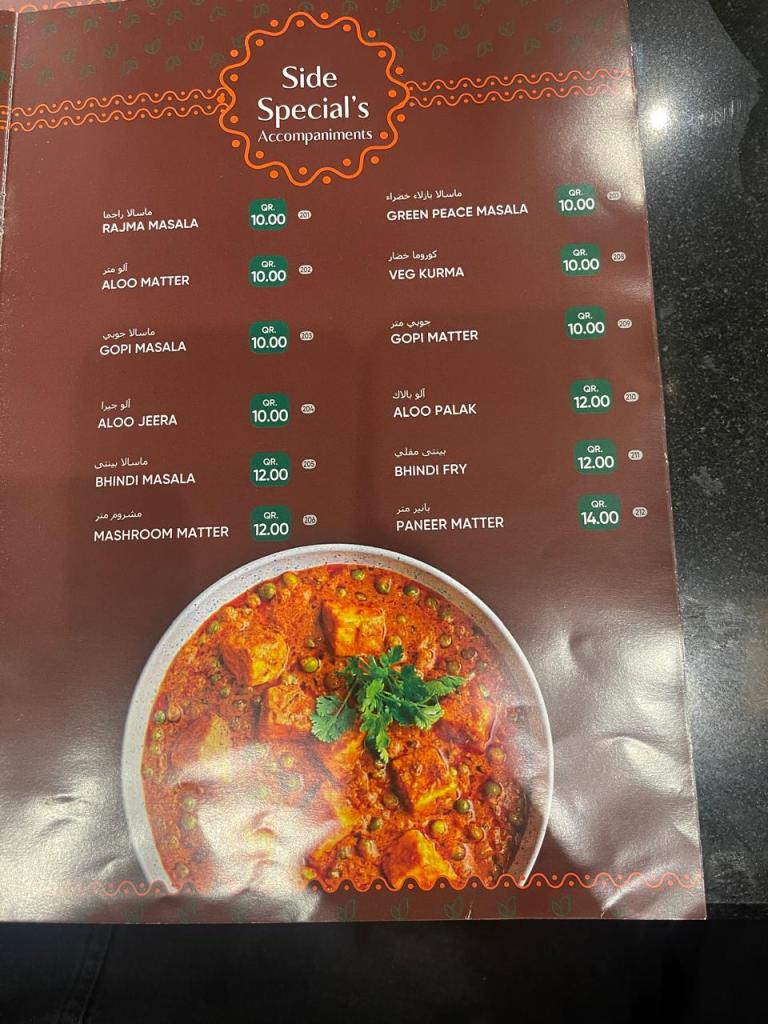 Side
Special's
Accompaniments
ماسالا راجما
RAJMA MASALA
QR.
10.00
201
آلو متر
ALOO MATTER
QR.
10.00
202
ماسالا جوبي
GOPI MASALA
QR.
10.00
203
آلو جيرا
ALOO JEERA
QR.
10.00
204
ماسالا بينتى
BHINDI MASALA
QR.
12.00
205
مشروم متر
MASHROOM MATTER
QR.
12.00
206
ماسالا بازلاء خضراء
GREEN PEACE MASALA
QR.
10.00
كوروما خضار
VEG KURMA
QR.
10.00
208
جوبي متر
GOPI MATTER
QR.
10.00
209
آلو بالاك
ALOO PALAK
QR.
12.00
210
بينتى مقلي
BHINDI FRY
QR.
12.00
211
بانير متر
PANEER MATTER
QR.
14.00
212